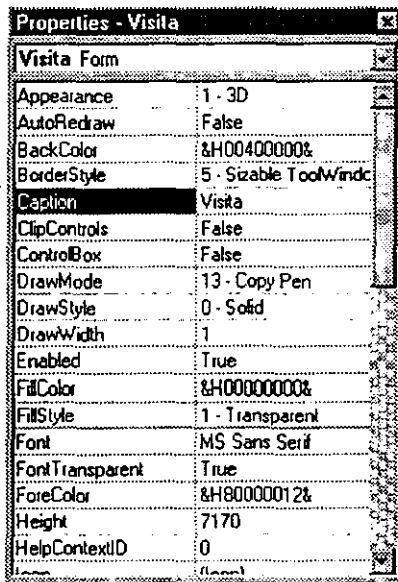 Properties - Visita
Visita Form
Appearance 1 - 3D
AutoRedraw False
BackColor &H00400000&
BorderStyle 5 - Sizable ToolWindo
Caption Visita
ClipControls False
ControlBox False
DrawMode 13 - Copy Pen
DrawStyle 0 - Solid
DrawWidth 1
Enabled True
FillColor &H00000000&
FillStyle 1 - Transparent
Font MS Sans Serif
FontTransparent True
ForeColor &H80000012&
Height 7170
HelpContextID 0
Icon (Icon)